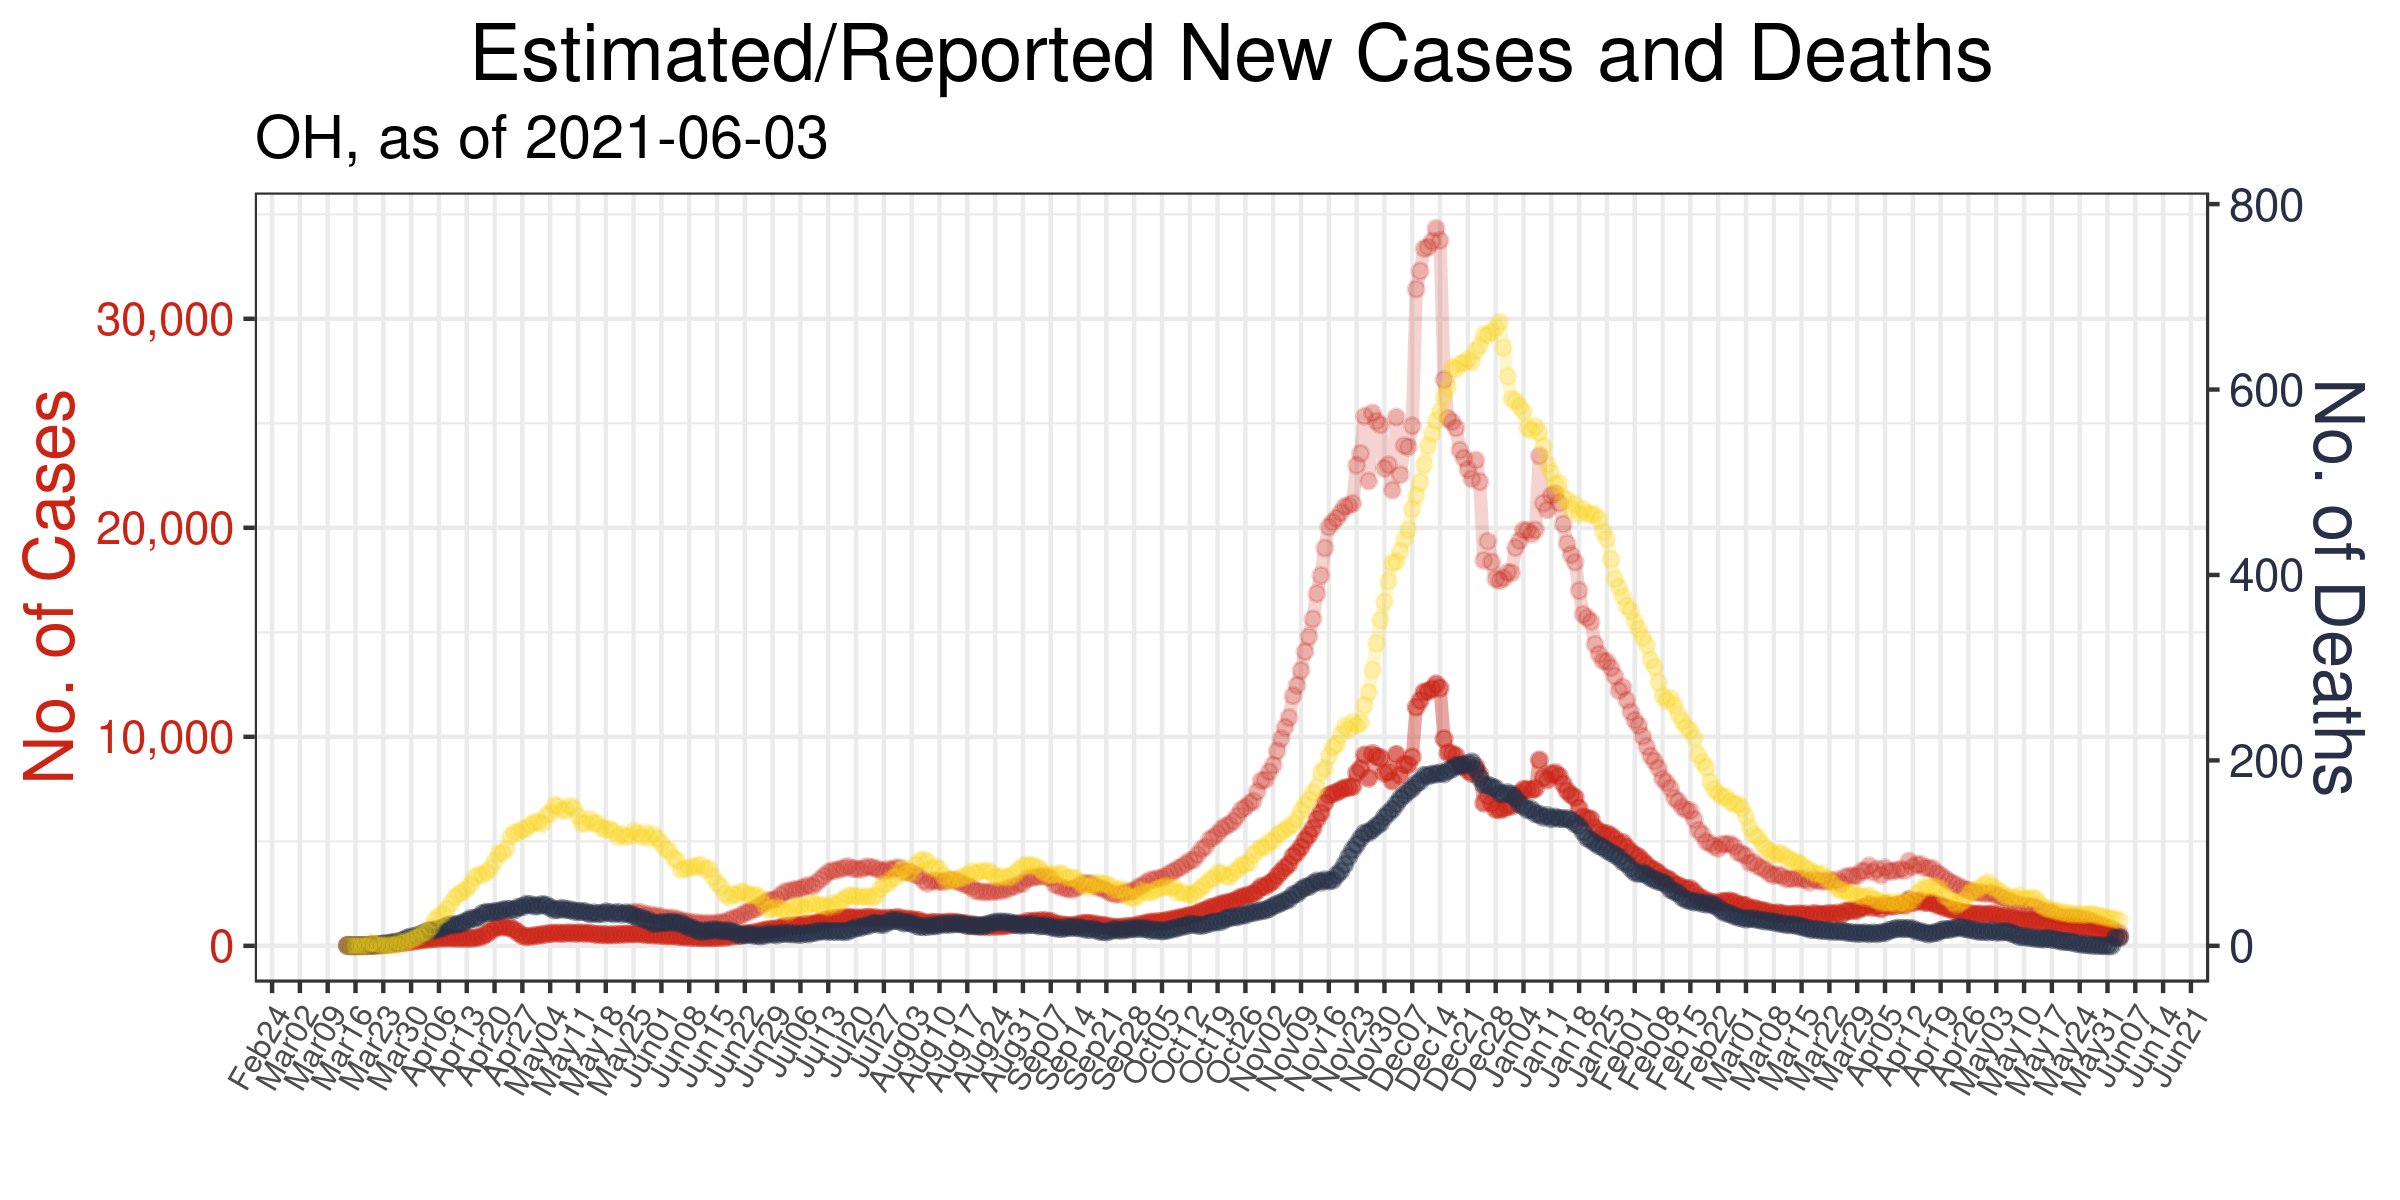 Estimated/Reported New Cases and Deaths
OH, as of 2021-06-03
No. of Cases
30,000
20,000
10,000
0
800
600
400
200
0
No. of Deaths
Feb24
Mar02
Mar09
Mar16
Mar23
Mar30
Apr06
Apr13
Apr20
Apr27
May04
May11
May18
May25
Jun01
Jun08
Jun15
Jun22
Jun29
Jul06
Jul13
Jul20
Jul27
Aug03
Aug10
Aug17
Aug24
Aug31
Sep07
Sep14
Sep21
Sep28
Oct05
Oct12
Oct19
Oct26
Nov02
Nov09
Nov16
Nov23
Nov30
Dec07
Dec14
Dec21
Dec28
Jan04
Jan11
Jan18
Jan25
Feb01
Feb08
Feb15
Feb22
Mar01
Mar08
Mar15
Mar22
Mar29
Apr05
Apr12
Apr19
Apr26
May03
May10
May17
May24
May31
Jun07
Jun14
Jun21